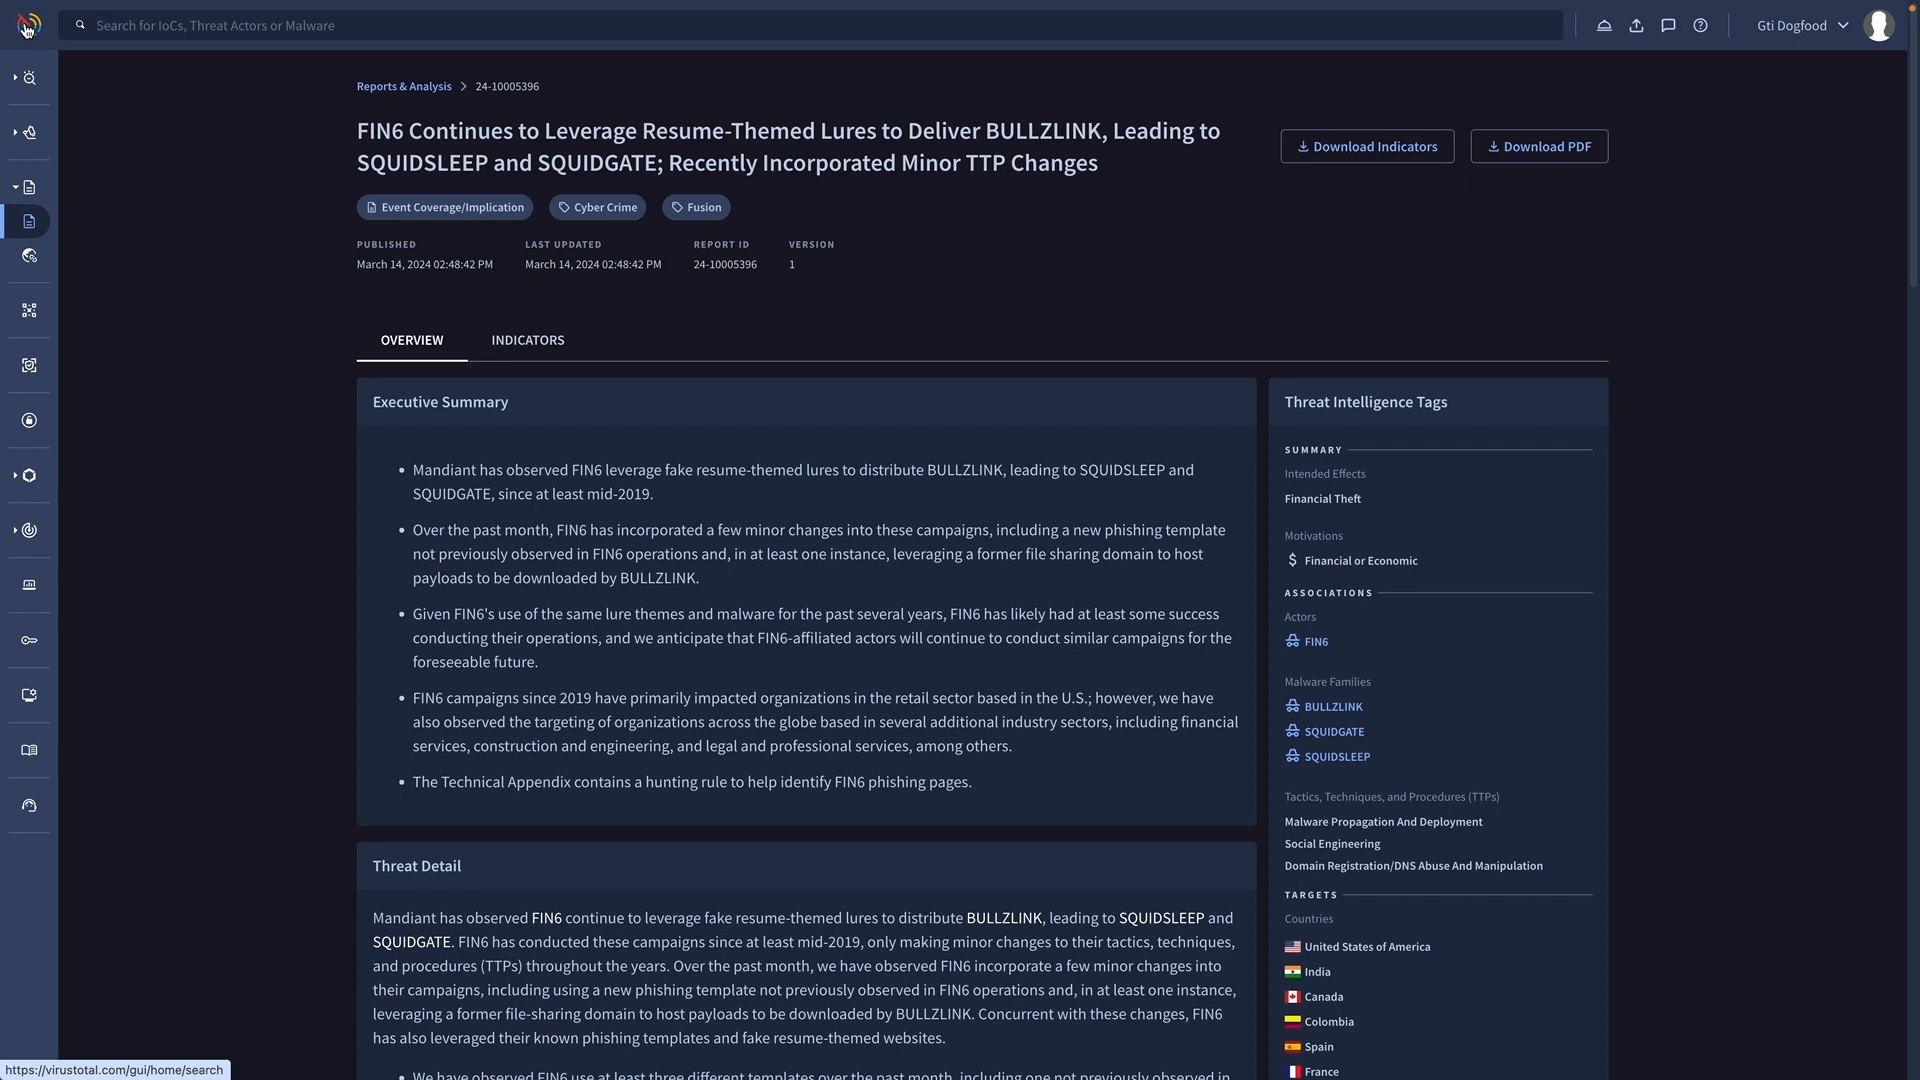 Search for IoCs, Threat Actors or Malware
Gti Dogfood
Reports & Analysis
24-10005396
FIN6 Continues to Leverage Resume-Themed Lures to Deliver BULLZLINK, Leading to
SQUIDSLEEP and SQUIDGATE; Recently Incorporated Minor TTP Changes
Download Indicators
Download PDF
Event Coverage/Implication
Cyber Crime
Fusion
PUBLISHED
March 14, 2024 02:48:42 PM
LAST UPDATED
March 14, 2024 02:48:42 PM
REPORT ID
24-10005396
VERSION
1
OVERVIEW
INDICATORS
Executive Summary
• Mandiant has observed FIN6 leverage fake resume-themed lures to distribute BULLZLINK, leading to SQUIDSLEEP and
SQUIDGATE, since at least mid-2019.
• Over the past month, FIN6 has incorporated a few minor changes into these campaigns, including a new phishing template
not previously observed in FIN6 operations and, in at least one instance, leveraging a former file sharing domain to host
payloads to be downloaded by BULLZLINK.
• Given FIN6's use of the same lure themes and malware for the past several years, FIN6 has likely had at least some success
conducting their operations, and we anticipate that FIN6-affiliated actors will continue to conduct similar campaigns for the
foreseeable future.
• FIN6 campaigns since 2019 have primarily impacted organizations in the retail sector based in the U.S.; however, we have
also observed the targeting of organizations across the globe based in several additional industry sectors, including financial
services, construction and engineering, and legal and professional services, among others.
• The Technical Appendix contains a hunting rule to help identify FIN6 phishing pages.
Threat Detail
Mandiant has observed FIN6 continue to leverage fake resume-themed lures to distribute BULLZLINK, leading to SQUIDSLEEP and
SQUIDGATE. FIN6 has conducted these campaigns since at least mid-2019, only making minor changes to their tactics, techniques,
and procedures (TTPs) throughout the years. Over the past month, we have observed FIN6 incorporate a few minor changes into
their campaigns, including using a new phishing template not previously observed in FIN6 operations and, in at least one instance,
leveraging a former file-sharing domain to host payloads to be downloaded by BULLZLINK. Concurrent with these changes, FIN6
has also leveraged their known phishing templates and fake resume-themed websites.
• We have observed FIN6 use at least three different templates over the past month, including one not previously observed in
Threat Intelligence Tags
SUMMARY
Intended Effects
Financial Theft
Motivations
$ Financial or Economic
ASSOCIATIONS
Actors
FIN6
Malware Families
BULLZLINK
SQUIDGATE
SQUIDSLEEP
Tactics, Techniques, and Procedures (TTPs)
Malware Propagation And Deployment
Social Engineering
Domain Registration/DNS Abuse And Manipulation
TARGETS
Countries
United States of America
India
Canada
Colombia
Spain
France
https://virustotal.com/gui/home/search